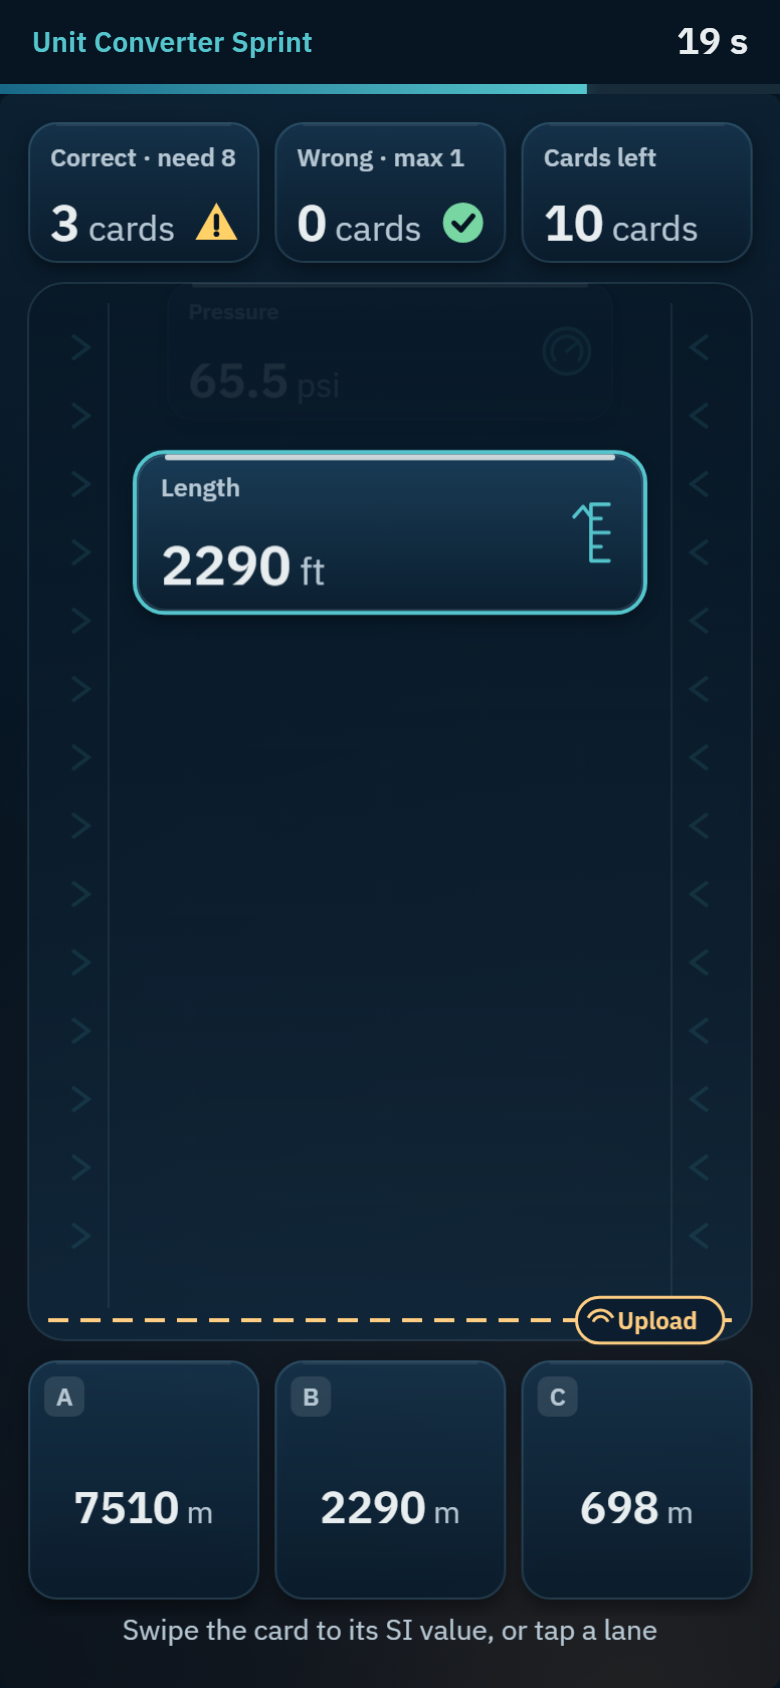 Unit Converter Sprint
19 s
Correct · need 8
3 cards
Wrong · max 1
0 cards
Cards left
10 cards
Pressure
65.5 psi
Length
2290 ft
Upload
A
7510 m
B
2290 m
C
698 m
Swipe the card to its SI value, or tap a lane